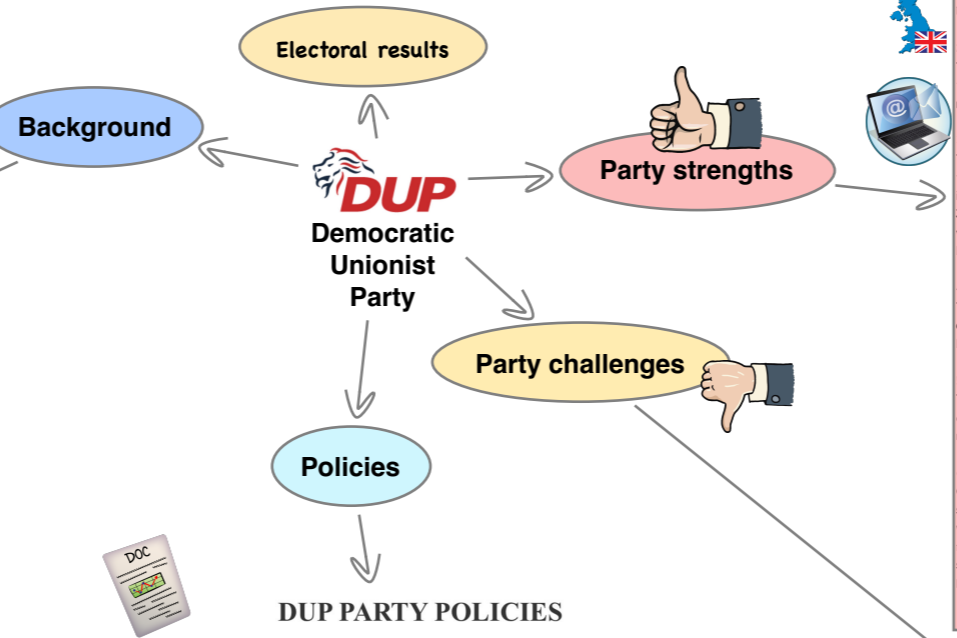 Electoral results
Background
DUP
Democratic
Unionist
Party
Party strengths
@
Party challenges
Policies
DOC
DUP PARTY POLICIES